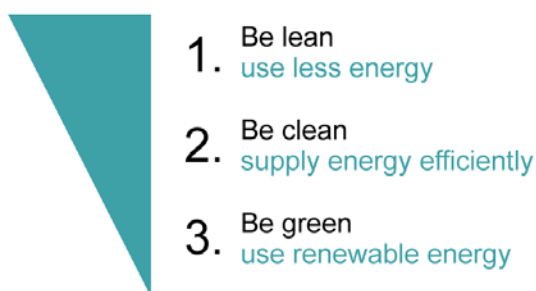 1. Be lean
use less energy
2. Be clean
supply energy efficiently
3. Be green
use renewable energy